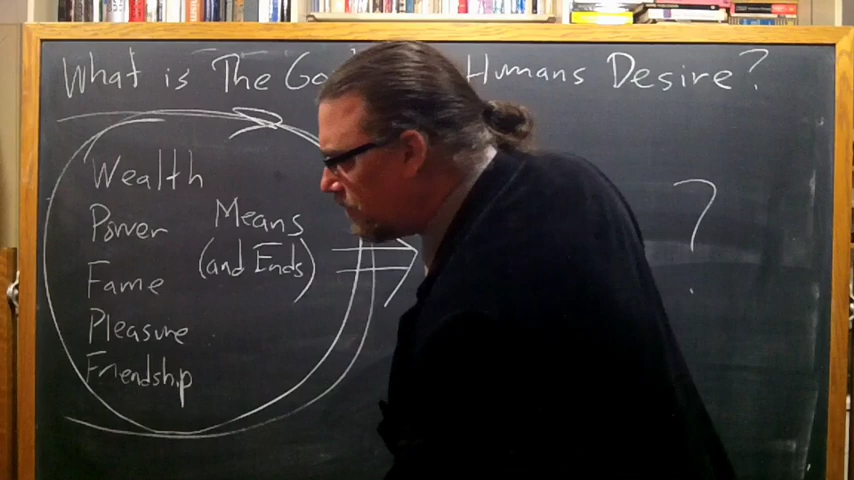 What is The Go Humans Desire?
Wealth
Power
Fame
Pleasure
Friendship
Means
(and Ends)
?